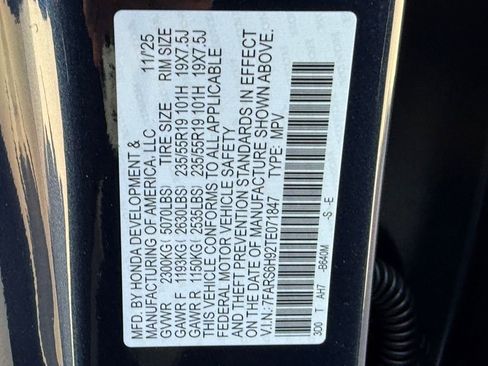 MFD. BY HONDA DEVELOPMENT &
MANUFACTURING OF AMERICA, LLC 11/'25
GVWR 2300KG( 5070LBS) TIRE SIZE RIM SIZE
GAWR F 1193KG( 2630LBS) 235/55R19 101H 19X7.5J
GAWR R 1150KG( 2535LBS) 235/55R19 101H 19X7.5J
THIS VEHICLE CONFORMS TO ALL APPLICABLE
FEDERAL MOTOR VEHICLE SAFETY
AND THEFT PREVENTION STANDARDS IN EFFECT
ON THE DATE OF MANUFACTURE SHOWN ABOVE.
V.I.N.:7FARS6H92TE071847 TYPE: MPV
3D0 T AH7 -B640M -S -E